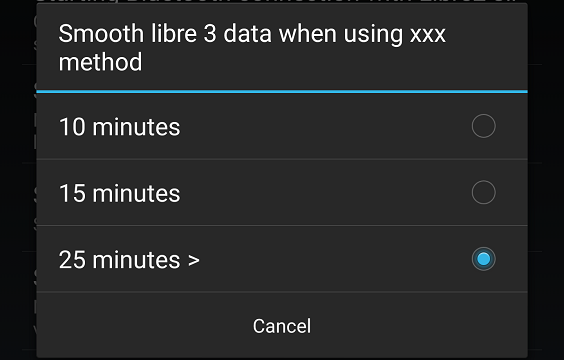 Smooth libre 3 data when using xxx
method
10 minutes
15 minutes
25 minutes >
Cancel